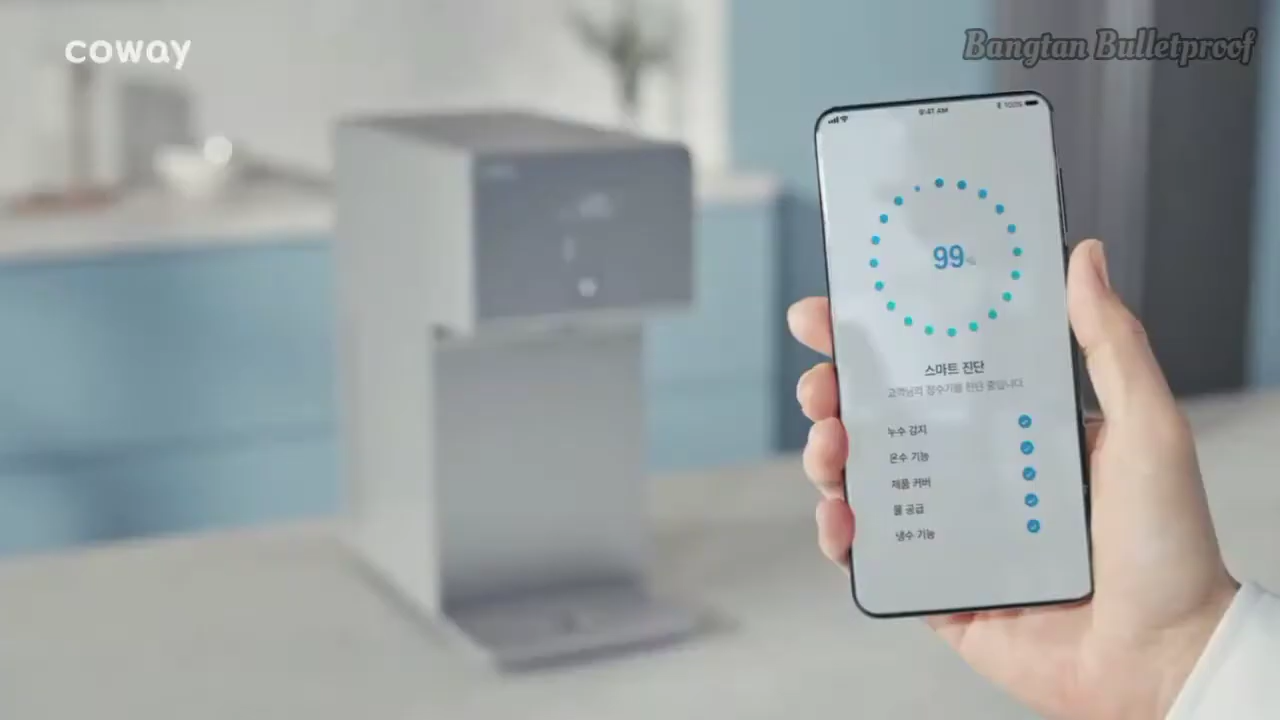 coway
Bangtan Bulletproof
9:41 AM
100%
99%
스마트 진단
고객님의 정수기를 진단 중입니다.
누수 감지
온수 기능
제품 커버
물 공급
냉수 기능